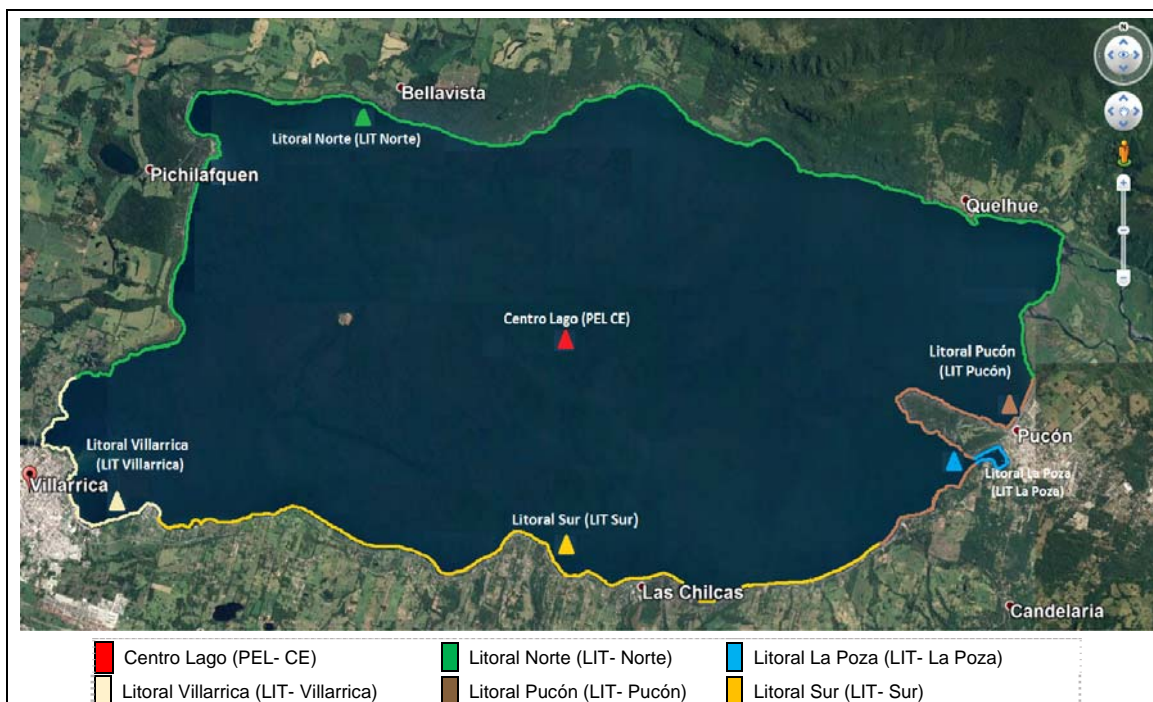 Bellavista
Litoral Norte (LIT Norte)
Pichilafquen
Quelhue
Centro Lago (PEL CE)
Litoral Pucón
(LIT Pucón)
Pucón
Litoral Villarrica
(LIT Villarrica)
Villarrica
Litoral La Poza
(LIT La Poza)
Litoral Sur (LIT Sur)
Las Chilcas
Candelaria
N
Centro Lago (PEL- CE)
Litoral Norte (LIT- Norte)
Litoral La Poza (LIT- La Poza)
Litoral Villarrica (LIT- Villarrica)
Litoral Pucón (LIT- Pucón)
Litoral Sur (LIT- Sur)